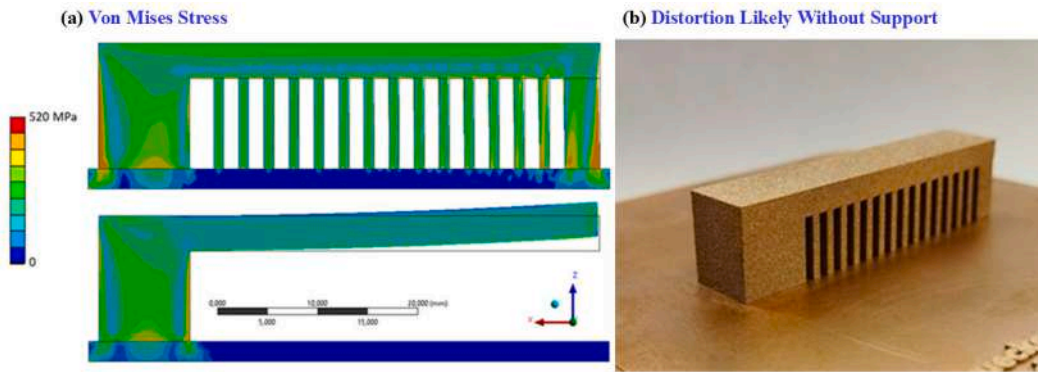 (a) Von Mises Stress
(b) Distortion Likely Without Support
520 MPa
0
0,000
10,000
20,000 (mm)
5,000
15,000
Z
X